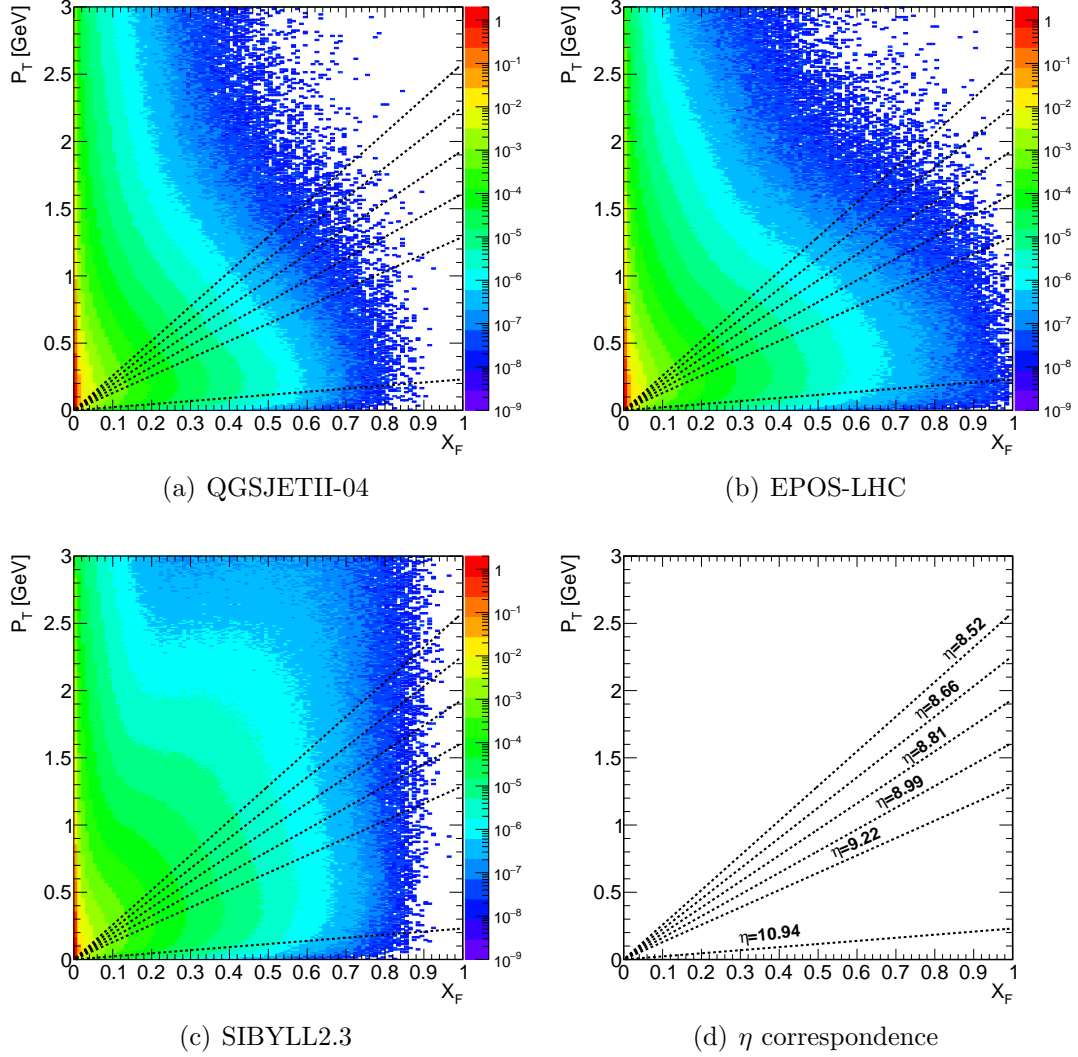 P_T [GeV]
3
2.5
2
1.5
1
0.5
0
0 0.1 0.2 0.3 0.4 0.5 0.6 0.7 0.8 0.9 1
X_F
1
10⁻¹
10⁻²
10⁻³
10⁻⁴
10⁻⁵
10⁻⁶
10⁻⁷
10⁻⁸
10⁻⁹
(a) QGSJETII-04
P_T [GeV]
3
2.5
2
1.5
1
0.5
0
0 0.1 0.2 0.3 0.4 0.5 0.6 0.7 0.8 0.9 1
X_F
1
10⁻¹
10⁻²
10⁻³
10⁻⁴
10⁻⁵
10⁻⁶
10⁻⁷
10⁻⁸
10⁻⁹
(b) EPOS-LHC
P_T [GeV]
3
2.5
2
1.5
1
0.5
0
0 0.1 0.2 0.3 0.4 0.5 0.6 0.7 0.8 0.9 1
X_F
1
10⁻¹
10⁻²
10⁻³
10⁻⁴
10⁻⁵
10⁻⁶
10⁻⁷
10⁻⁸
10⁻⁹
(c) SIBYLL2.3
P_T [GeV]
3
2.5
2
1.5
1
0.5
0
η=8.52
η=8.66
η=8.81
η=8.99
η=9.22
η=10.94
0 0.1 0.2 0.3 0.4 0.5 0.6 0.7 0.8 0.9 1
X_F
(d) η correspondence